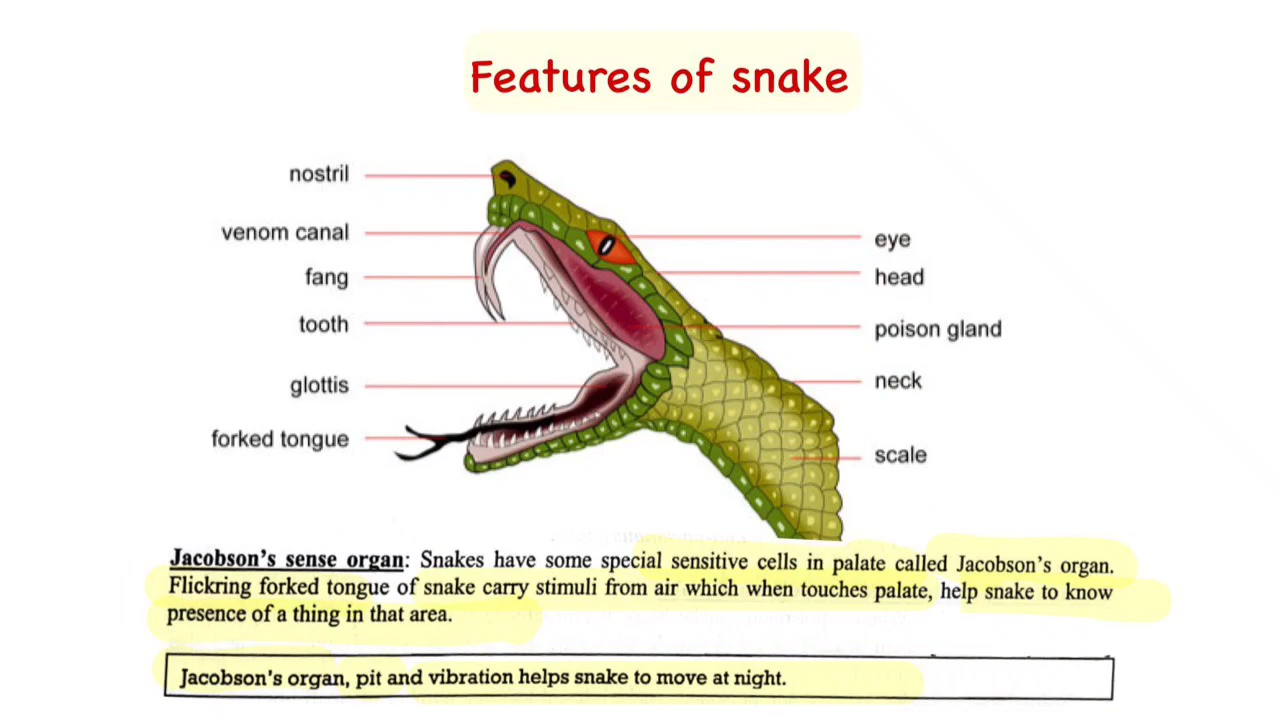 Features of snake
nostril
venom canal
fang
tooth
glottis
forked tongue
eye
head
poison gland
neck
scale
Jacobson's sense organ: Snakes have some special sensitive cells in palate called Jacobson's organ.
Flickring forked tongue of snake carry stimuli from air which when touches palate, help snake to know
presence of a thing in that area.
Jacobson's organ, pit and vibration helps snake to move at night.